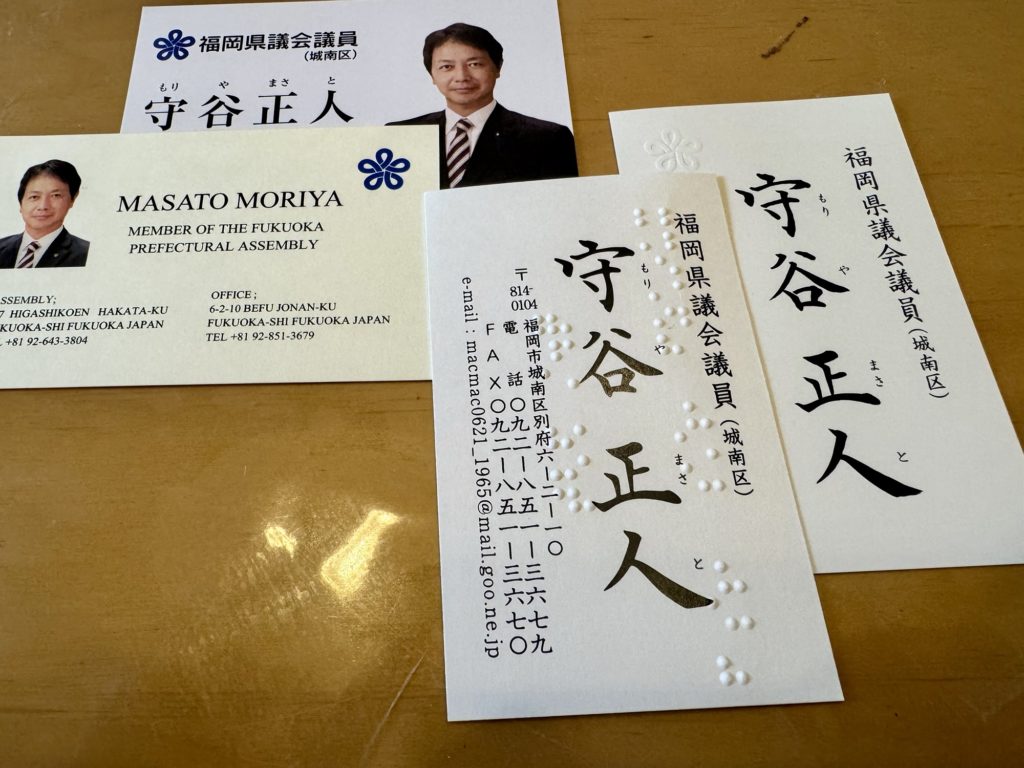 福岡県議会議員
(城南区)
もり や まさ と
守谷正人
MASATO MORIYA
MEMBER OF THE FUKUOKA
PREFECTURAL ASSEMBLY
HIGASHIKOEN HAKATA-KU
FUKUOKA JAPAN
+81 92-643-3804
OFFICE ;
6-2-10 BEFU JONAN-KU
FUKUOKA-SHI FUKUOKA JAPAN
TEL +81 92-851-3679
福岡県議会議員(城南区)
もり や まさ と
守谷正人
〒814-0104 福岡市城南区別府六ー二ー一〇
電話〇九二ー八五一ー三六七九
FAX〇九二ー八五一ー三六七〇
e-mail : macmac0621_1965@mail.goo.ne.jp
福岡県議会議員(城南区)
もり や まさ と
守谷正人